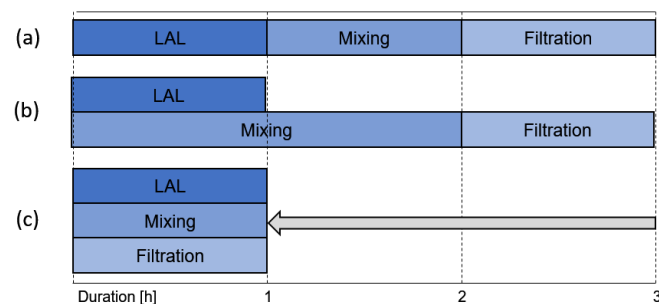 (a) LAL Mixing Filtration
LAL
(b)
Mixing Filtration
LAL
(c) Mixing
Filtration
Duration [h] 1 2 3